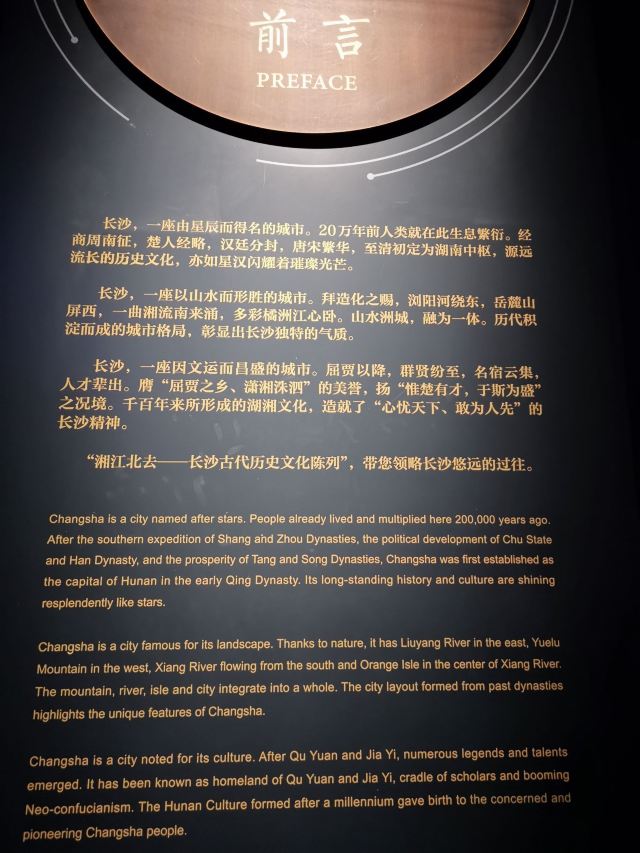 前言
PREFACE
长沙，一座由星辰而得名的城市。20万年前人类就在此生息繁衍。经
商周南征，楚人经略，汉廷分封，唐宋繁华，至清初定为湖南中枢，源远
流长的历史文化，亦如星汉闪耀着璀璨光芒。
长沙，一座以山水而形胜的城市。拜造化之赐，浏阳河绕东，岳麓山
屏西，一曲湘流南来涌，多彩橘洲江心卧。山水洲城，融为一体。历代积
淀而成的城市格局，彰显出长沙独特的气质。
长沙，一座因文运而昌盛的城市。屈贾以降，群贤纷至，名宿云集，
人才辈出。膺“屈贾之乡、潇湘洙泗”的美誉，扬“惟楚有才，于斯为盛”
之况境。千百年来所形成的湖湘文化，造就了“心忧天下、敢为人先”的
长沙精神。
“湘江北去——长沙古代历史文化陈列”，带您领略长沙悠远的过往。
Changsha is a city named after stars. People already lived and multiplied here 200,000 years ago.
After the southern expedition of Shang and Zhou Dynasties, the political development of Chu State
and Han Dynasty, and the prosperity of Tang and Song Dynasties, Changsha was first established as
the capital of Hunan in the early Qing Dynasty. Its long-standing history and culture are shining
resplendently like stars.
Changsha is a city famous for its landscape. Thanks to nature, it has Liuyang River in the east, Yuelu
Mountain in the west, Xiang River flowing from the south and Orange Isle in the center of Xiang River.
The mountain, river, isle and city integrate into a whole. The city layout formed from past dynasties
highlights the unique features of Changsha.
Changsha is a city noted for its culture. After Qu Yuan and Jia Yi, numerous legends and talents
emerged. It has been known as homeland of Qu Yuan and Jia Yi, cradle of scholars and booming
Neo-confucianism. The Hunan Culture formed after a millennium gave birth to the concerned and
pioneering Changsha people.